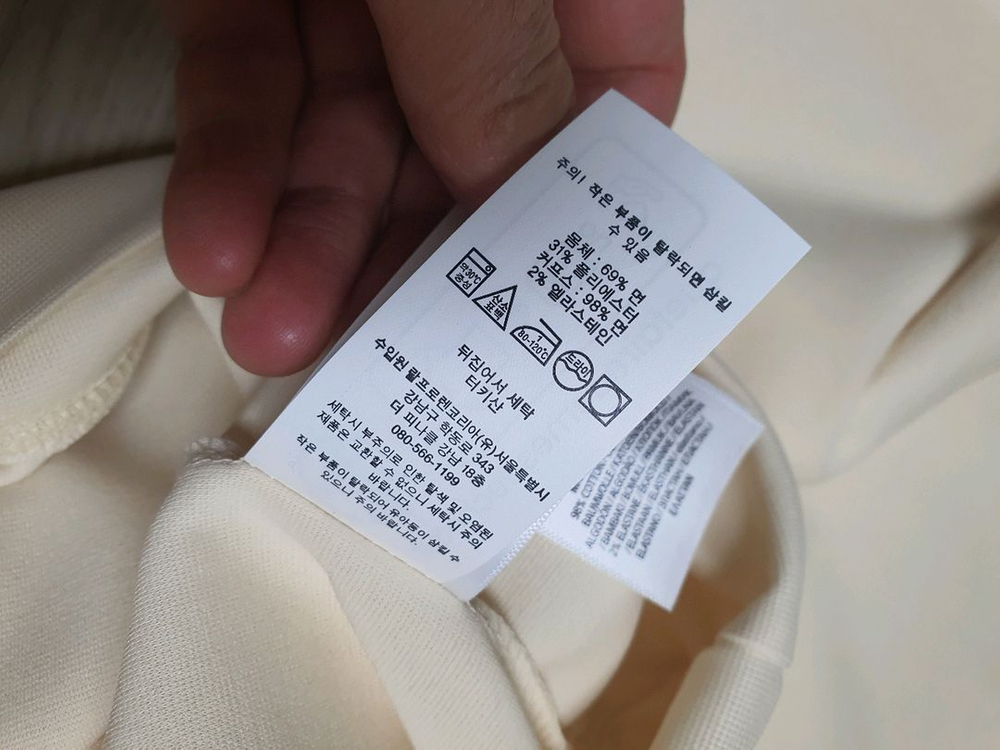 주의! 작은 부품이 탈락되면 삼킬
수 있음
몸체 : 69% 면
31% 폴리에스터
커프스 : 98% 면
2% 엘라스테인
약30℃
중성
산소
표백
80-120℃
드라이
뒤집어서 세탁
터키산
수입원 랄프로렌코리아(유)서울특별시
강남구 학동로 343
더 피나클 강남 18층
080-566-1199
세탁시 부주의로 인한 탈색 및 오염된
제품은 교환할 수 없으니 세탁시 주의
바랍니다.
작은 부품이 탈락되어 유아동이 삼킬 수
있으니 주의 바랍니다.
98% COTTON
ALGODON
2% ELASTANE
ELASTANO